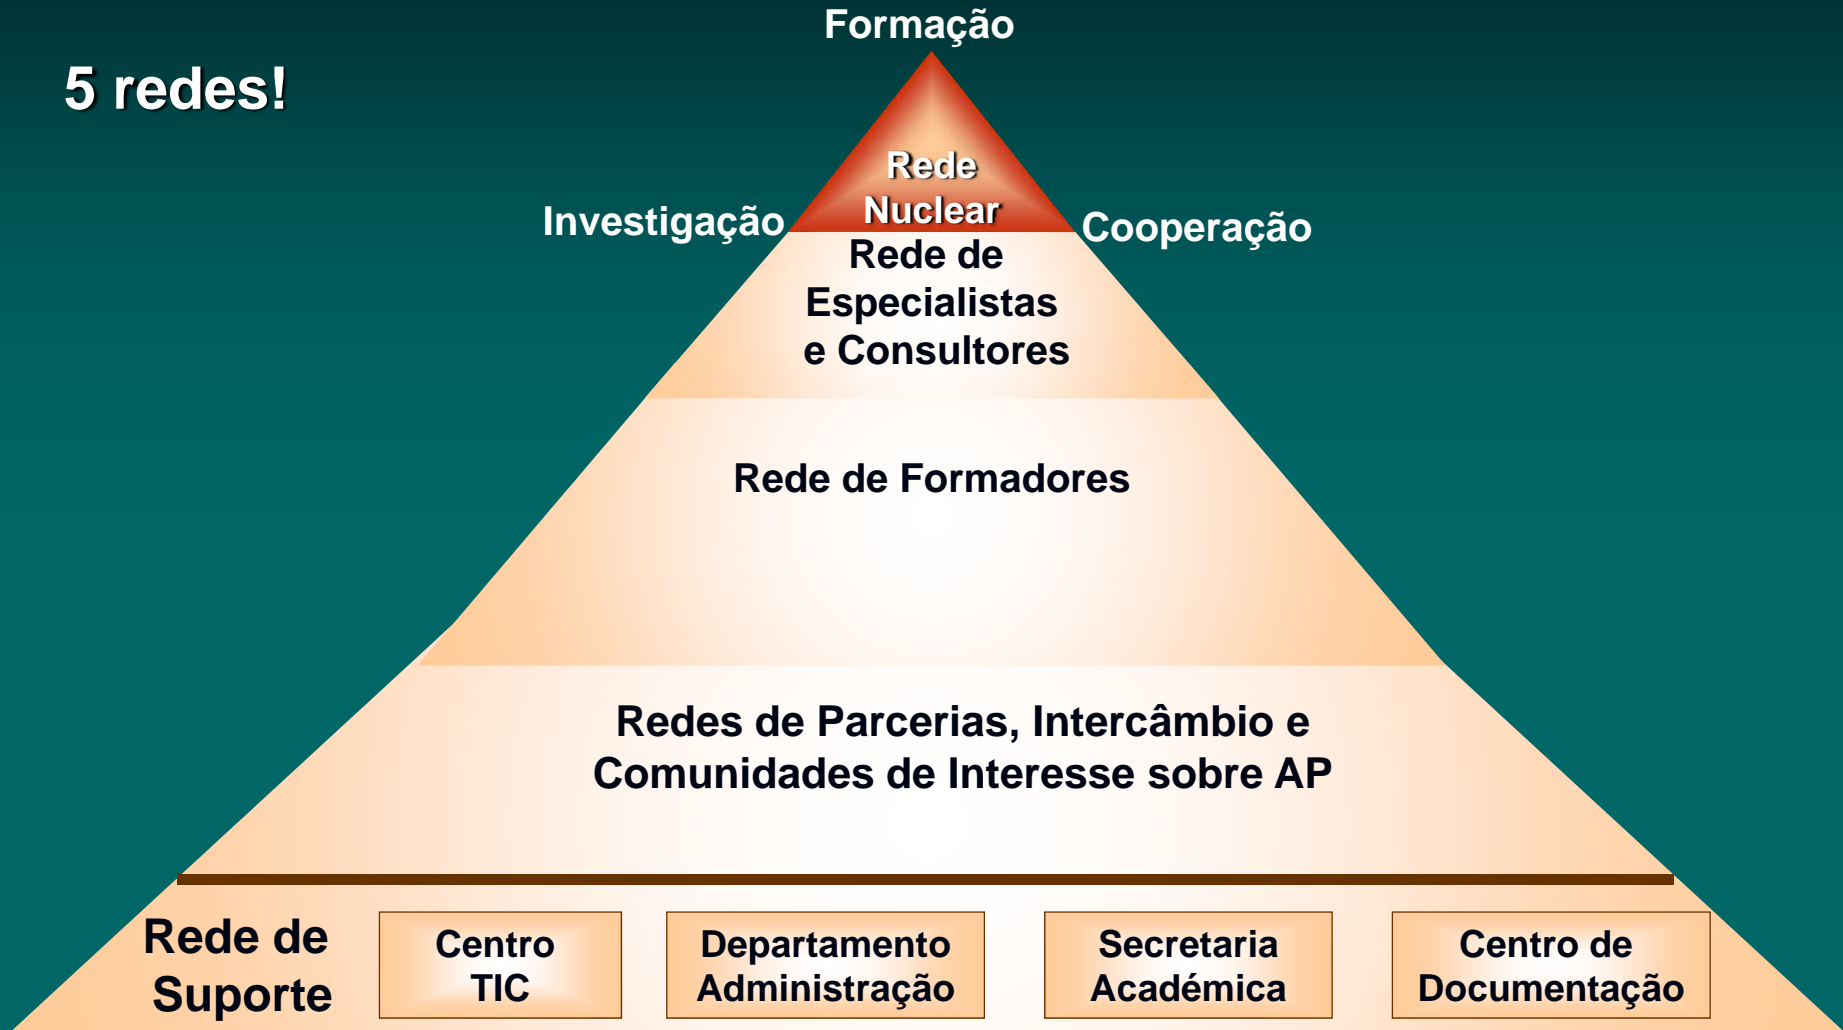 Formação
5 redes!
Rede
Nuclear
Investigação
Cooperação
Rede de
Especialistas
e Consultores
Rede de Formadores
Redes de Parcerias, Intercâmbio e
Comunidades de Interesse sobre AP
Rede de
Suporte
Centro
TIC
Departamento
Administração
Secretaria
Académica
Centro de
Documentação